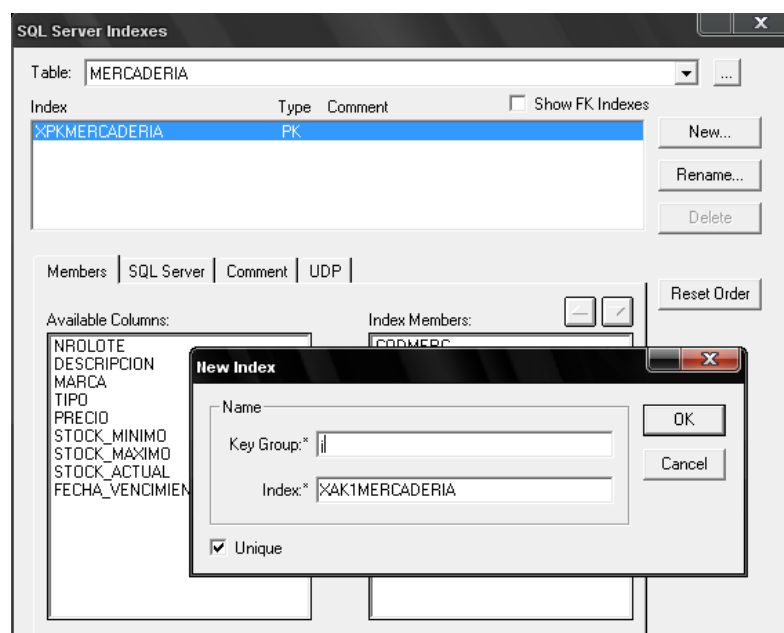 SQL Server Indexes
X
Table: MERCADERIA ...
Index Type Comment Show FK Indexes
XPKMERCADERIA PK
New...
Rename...
Delete
Members SQL Server Comment UDP
Reset Order
Available Columns: Index Members:
NROLOTE
DESCRIPCION
MARCA
TIPO
PRECIO
STOCK_MINIMO
STOCK_MAXIMO
STOCK_ACTUAL
FECHA_VENCIMIEN
New Index
X
Name
Key Group:*
Index:* XAK1MERCADERIA
Unique
OK
Cancel